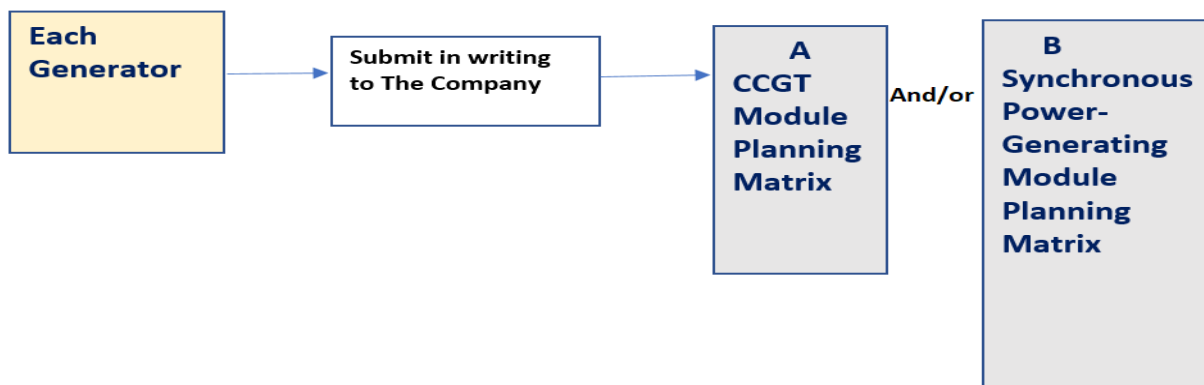 Each
Generator
Submit in writing
to The Company
A
CCGT
Module
Planning
Matrix
And/or
B
Synchronous
Power-
Generating
Module
Planning
Matrix